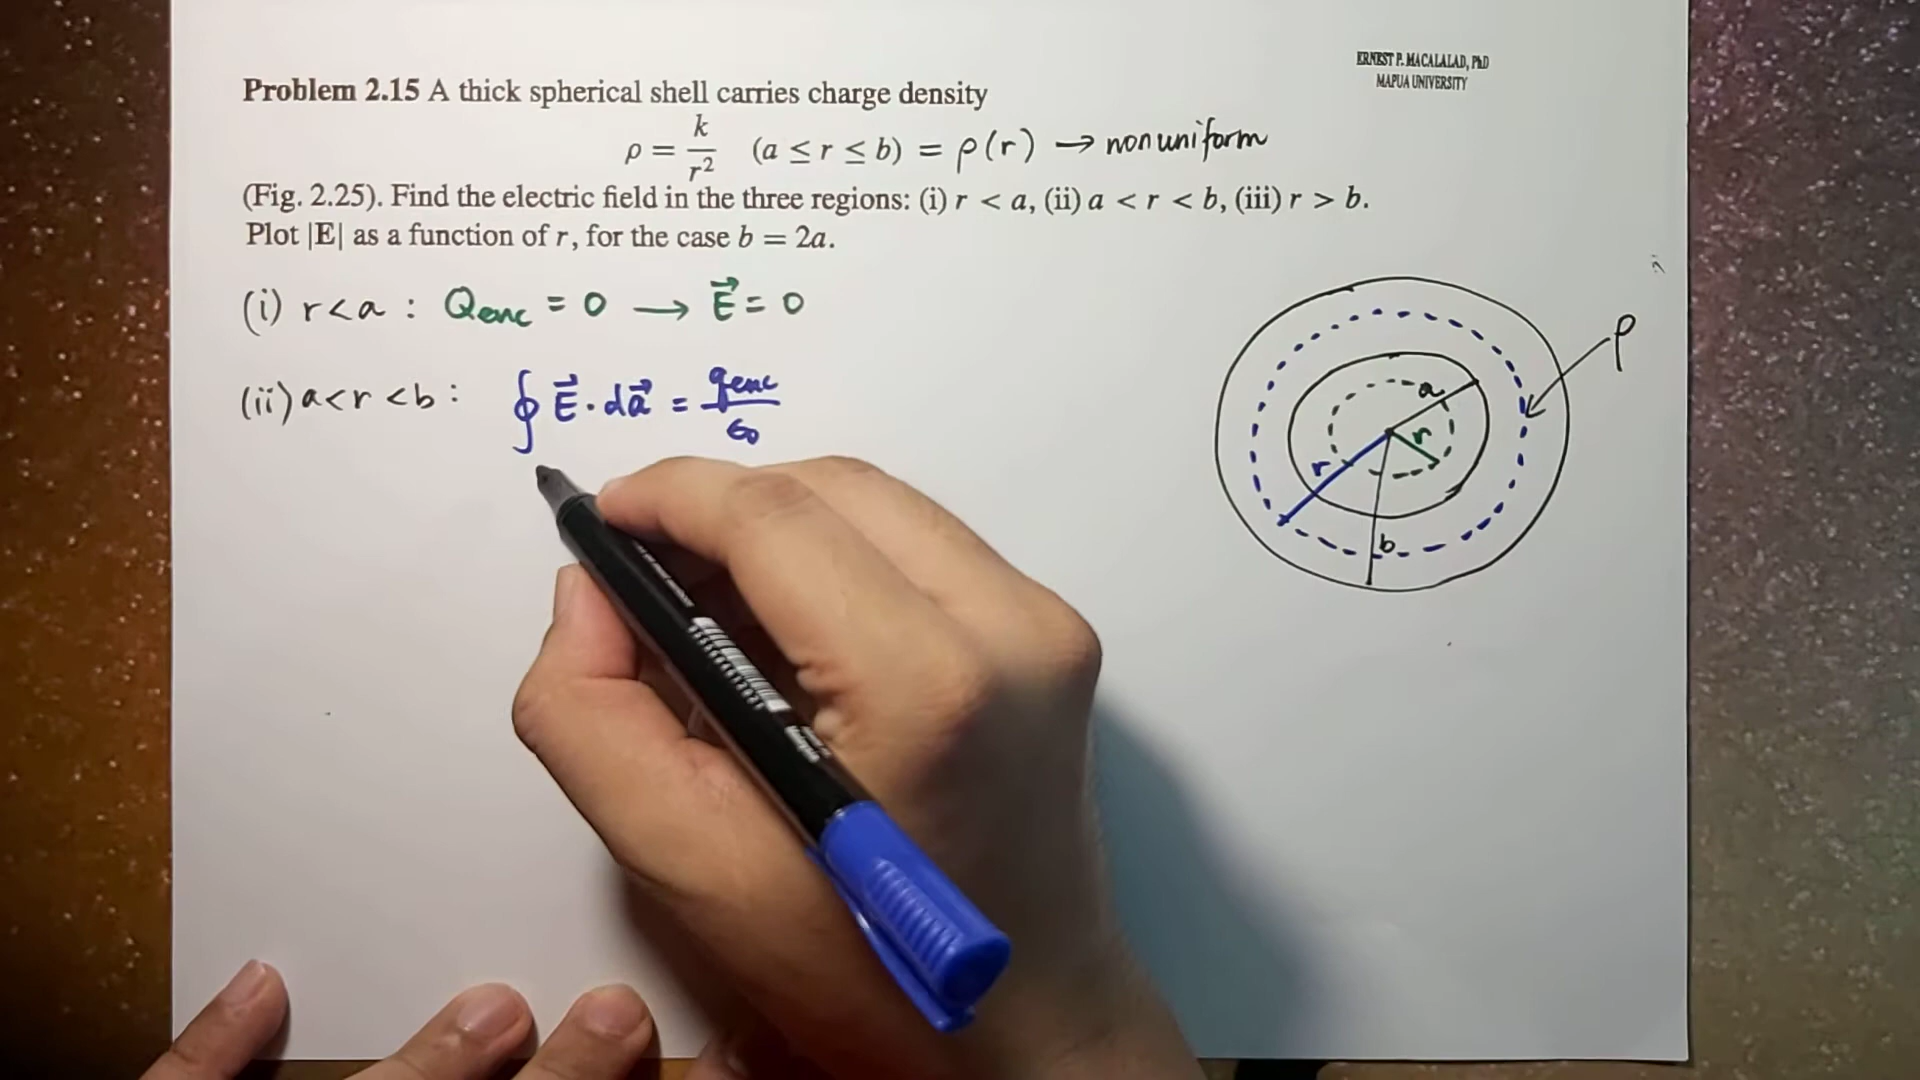 ERNEST P. MACALALAD, PhD
MAPUA UNIVERSITY
Problem 2.15 A thick spherical shell carries charge density
ρ = k/r² (a ≤ r ≤ b) = ρ(r) → nonuniform
(Fig. 2.25). Find the electric field in the three regions: (i) r < a, (ii) a < r < b, (iii) r > b.
Plot |E| as a function of r, for the case b = 2a.
(i) r < a : Qenc = 0 → E⃗ = 0
(ii) a < r < b : ∮ E⃗ · da⃗ = qenc/ε₀
ρ
a
r
r
b